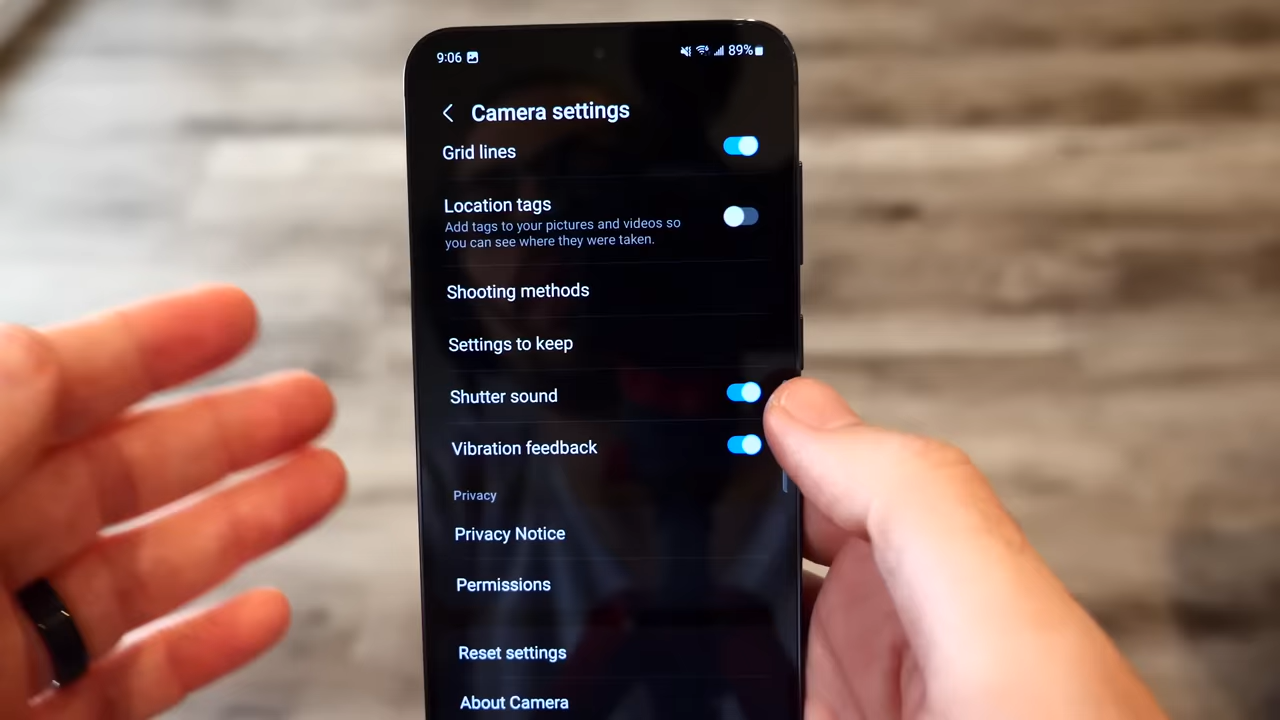 9:06 89%
Camera settings
Grid lines
Location tags
Add tags to your pictures and videos so
you can see where they were taken.
Shooting methods
Settings to keep
Shutter sound
Vibration feedback
Privacy
Privacy Notice
Permissions
Reset settings
About Camera